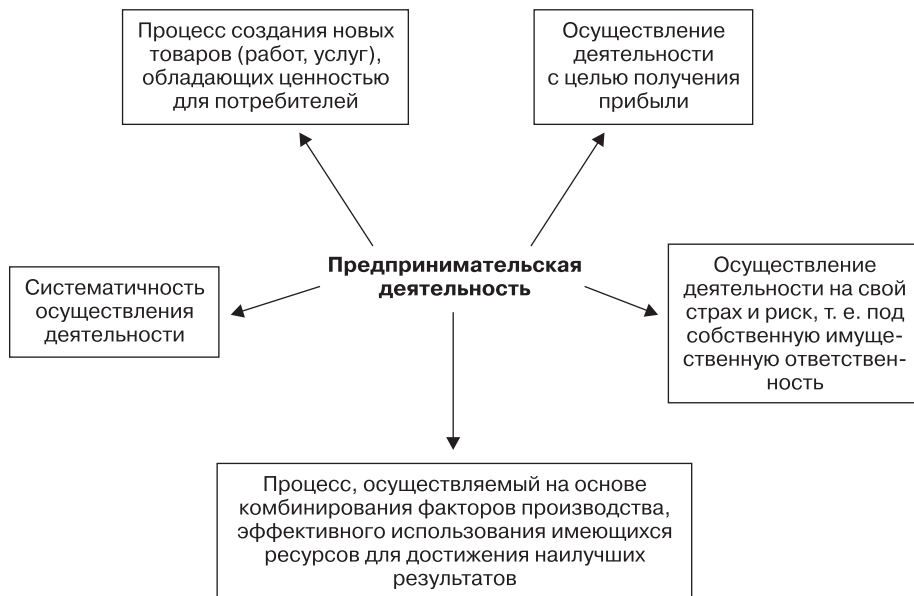 Процесс создания новых
товаров (работ, услуг),
обладающих ценностью
для потребителей
Осуществление
деятельности
с целью получения
прибыли
Предпринимательская
деятельность
Систематичность
осуществления
деятельности
Осуществление
деятельности на свой
страх и риск, т. е. под
собственную имуще-
ственную ответствен-
ность
Процесс, осуществляемый на основе
комбинирования факторов производства,
эффективного использования имеющихся
ресурсов для достижения наилучших
результатов